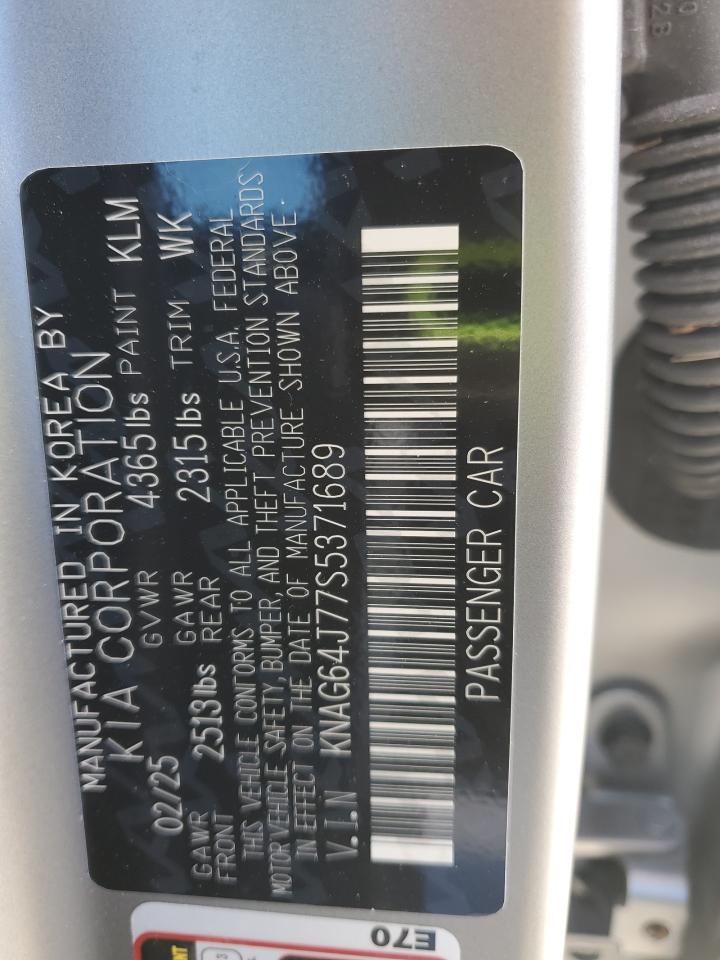 MANUFACTURED IN KOREA BY
KIA CORPORATION
02/25 GVWR 4365lbs PAINT KLM
GAWR FRONT 2513lbs GAWR REAR 2315lbs TRIM WK
THIS VEHICLE CONFORMS TO ALL APPLICABLE U.S.A. FEDERAL
MOTOR VEHICLE SAFETY, BUMPER, AND THEFT PREVENTION STANDARDS
IN EFFECT ON THE DATE OF MANUFACTURE SHOWN ABOVE.
V.I.N KNAG64J77S5371689
PASSENGER CAR
E70